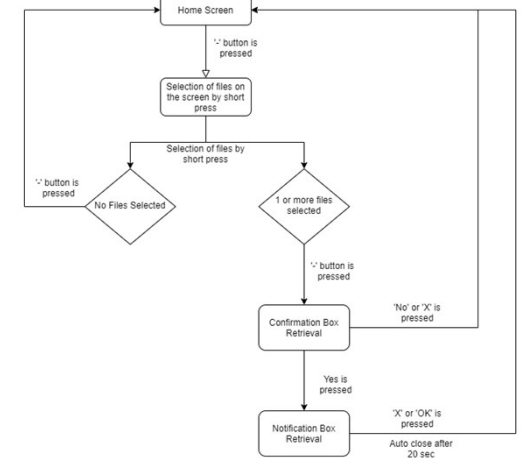 Home Screen
'-' button is
pressed
Selection of files on
the screen by short
press
Selection of files by
short press
'-' button is
pressed
No Files Selected
1 or more files
selected
'-' button is
pressed
Confirmation Box
Retrieval
'No' or 'X' is
pressed
Yes is
pressed
Notification Box
Retrieval
'X' or 'OK' is
pressed
Auto close after
20 sec